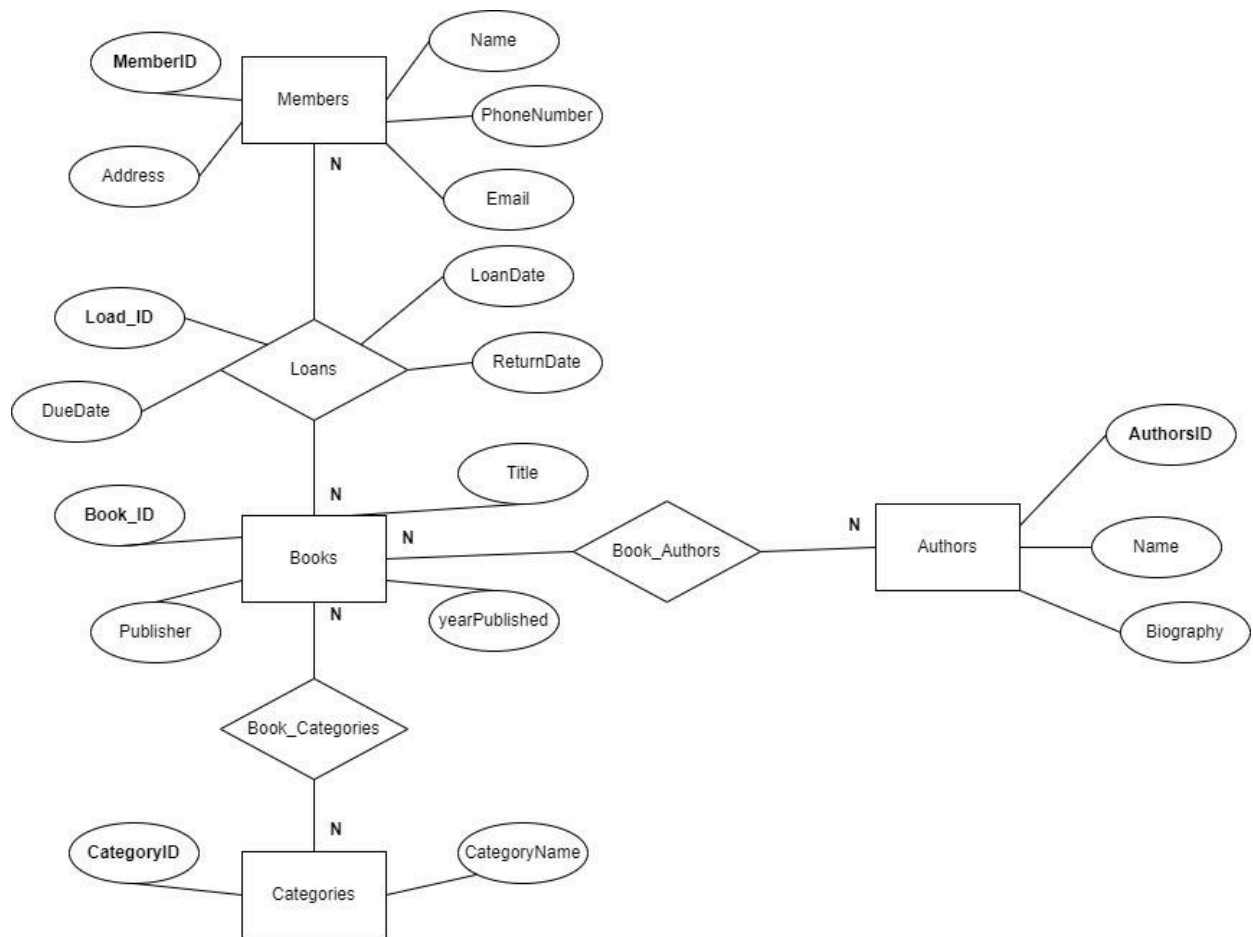 Name
MemberID
Members
PhoneNumber
Address
N
Email
LoanDate
Load_ID
Loans
ReturnDate
DueDate
AuthorsID
Title
N
Book_ID
N
N
Book_Authors
Authors
Name
Books
yearPublished
Publisher
N
Biography
Book_Categories
N
CategoryID
CategoryName
Categories